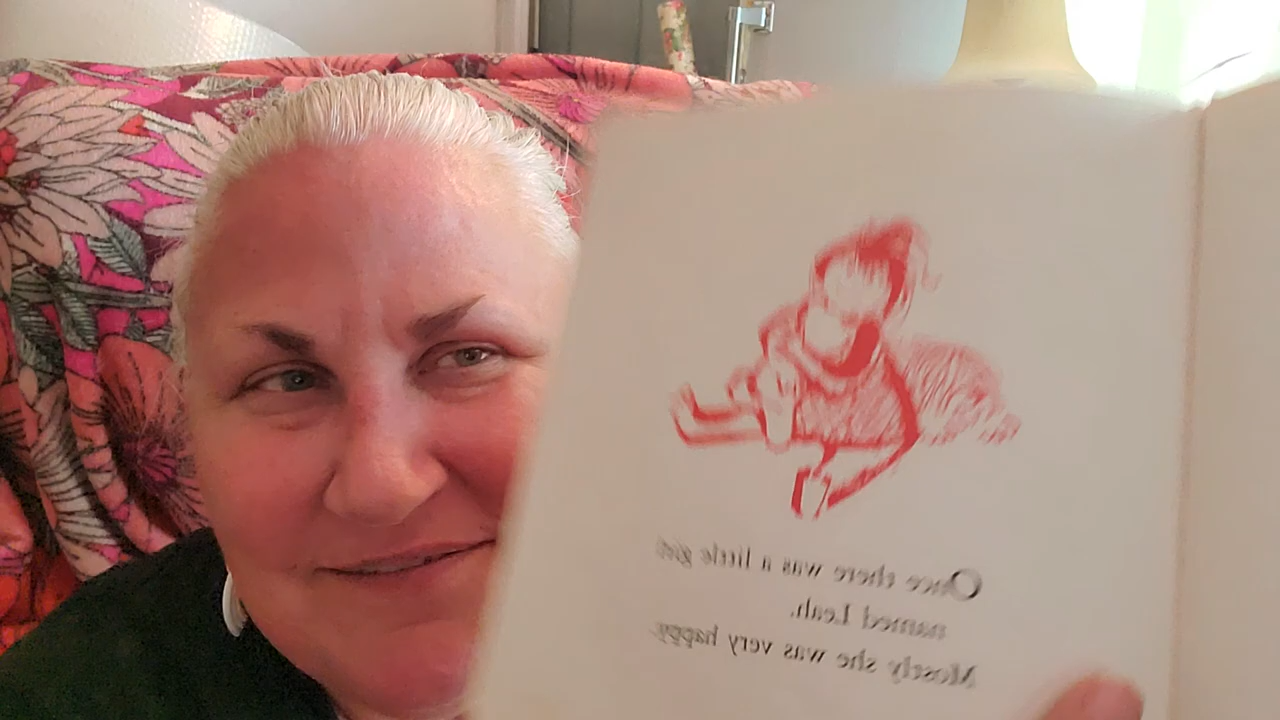 Once there was a little girl
named Leah.
Mostly she was very happy.